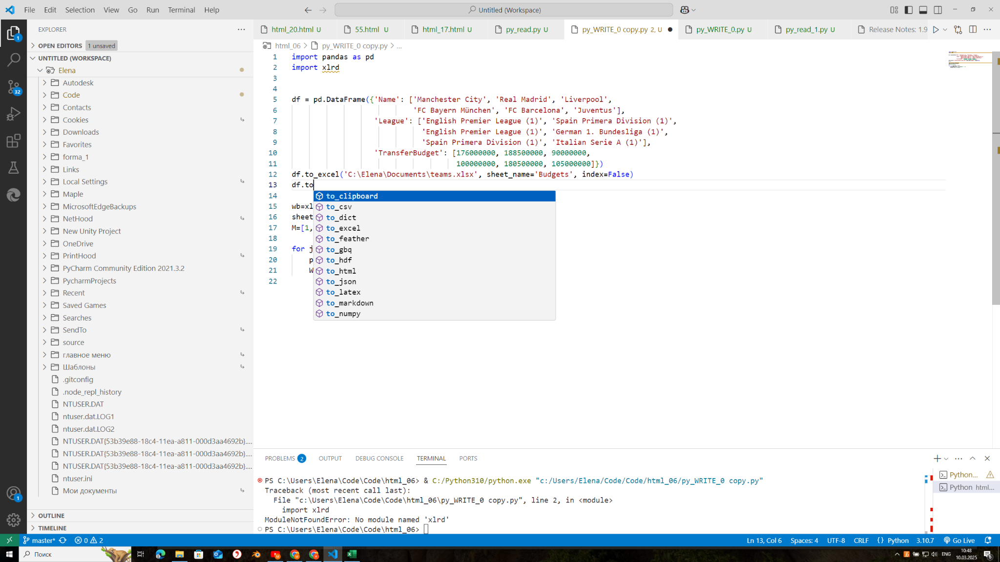 File Edit Selection View Go Run Terminal Help
Untitled (Workspace)
EXPLORER
OPEN EDITORS 1 unsaved
UNTITLED (WORKSPACE)
Elena
Autodesk
Code
Contacts
Cookies
Downloads
Favorites
forma_1
Links
Local Settings
Maple
MicrosoftEdgeBackups
NetHood
New Unity Project
OneDrive
PrintHood
PyCharm Community Edition 2021.3.2
PycharmProjects
Recent
Saved Games
Searches
SendTo
source
главное меню
Шаблоны
.gitconfig
.node_repl_history
NTUSER.DAT
ntuser.dat.LOG1
ntuser.dat.LOG2
NTUSER.DAT{53b39e88-18c4-11ea-a811-000d3aa4692b}....
NTUSER.DAT{53b39e88-18c4-11ea-a811-000d3aa4692b}....
NTUSER.DAT{53b39e88-18c4-11ea-a811-000d3aa4692b}....
ntuser.ini
Мои документы
OUTLINE
TIMELINE
1
32
1
html_20.html U 55.html U html_17.html U py_read.py U py_WRITE_0 copy.py 2, U py_WRITE_0.py U py_read_1.py U Release Notes: 1.9
html_06 > py_WRITE_0 copy.py > ...
1 import pandas as pd
2 import xlrd
3
4
5 df = pd.DataFrame({'Name': ['Manchester City', 'Real Madrid', 'Liverpool',
6 'FC Bayern München', 'FC Barcelona', 'Juventus'],
7 'League': ['English Premier League (1)', 'Spain Primera Division (1)',
8 'English Premier League (1)', 'German 1. Bundesliga (1)',
9 'Spain Primera Division (1)', 'Italian Serie A (1)'],
10 'TransferBudget': [176000000, 188500000, 90000000,
11 100000000, 180500000, 105000000]})
12 df.to_excel('C:\Elena\Documents\teams.xlsx', sheet_name='Budgets', index=False)
13 df.to
14
15 wb=xl
16 sheet
17 M=[1,
18
19 for j
20 p
21 W
22
to_clipboard
to_csv
to_dict
to_excel
to_feather
to_gbq
to_hdf
to_html
to_json
to_latex
to_markdown
to_numpy
PROBLEMS 2 OUTPUT DEBUG CONSOLE TERMINAL PORTS
PS C:\Users\Elena\Code\Code\html_06> & C:/Python310/python.exe "c:/Users/Elena/Code/Code/html_06/py_WRITE_0 copy.py"
Traceback (most recent call last):
File "c:\Users\Elena\Code\Code\html_06\py_WRITE_0 copy.py", line 2, in <module>
import xlrd
ModuleNotFoundError: No module named 'xlrd'
PS C:\Users\Elena\Code\Code\html_06>
Python...
Python html...
master* 0 2 Ln 13, Col 6 Spaces: 4 UTF-8 CRLF {} Python 3.10.7 Go Live
Поиск
ENG
10:48
10.03.2025
6